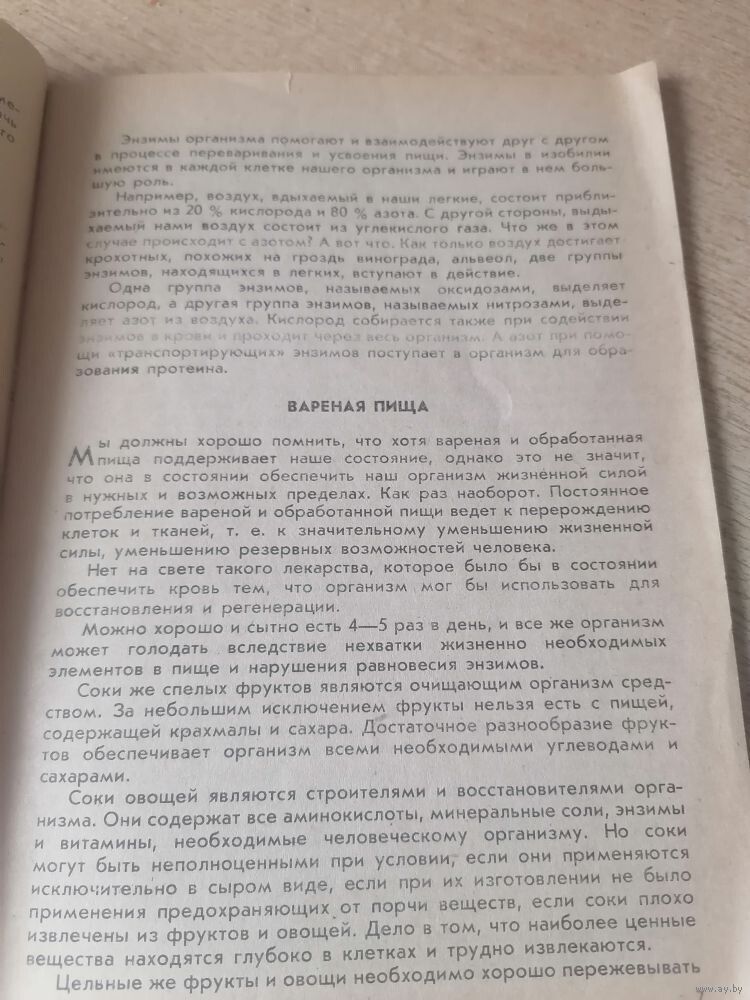 ле-
чь
то
Энзимы организма помогают и взаимодействуют друг с другом
в процессе переваривания и усвоения пищи. Энзимы в изобилии
имеются в каждой клетке нашего организма и играют в нем боль-
шую роль.
Например, воздух, вдыхаемый в наши легкие, состоит прибли-
зительно из 20 % кислорода и 80 % азота. С другой стороны, выды-
хаемый нами воздух состоит из углекислого газа. Что же в этом
случае происходит с азотом? А вот что. Как только воздух достигает
крохотных, похожих на гроздь винограда, альвеол, две группы
энзимов, находящихся в легких, вступают в действие.
Одна группа энзимов, называемых оксидозами, выделяет
кислород, а другая группа энзимов, называемых нитрозами, выде-
ляет азот из воздуха. Кислород собирается также при содействии
энзимов в крови и проходит через весь организм. А азот при помо-
щи «транспортирующих» энзимов поступает в организм для обра-
зования протеина.
ВАРЕНАЯ ПИЩА
Мы должны хорошо помнить, что хотя вареная и обработанная
пища поддерживает наше состояние, однако это не значит,
что она в состоянии обеспечить наш организм жизненной силой
в нужных и возможных пределах. Как раз наоборот. Постоянное
потребление вареной и обработанной пищи ведет к перерождению
клеток и тканей, т. е. к значительному уменьшению жизненной
силы, уменьшению резервных возможностей человека.
Нет на свете такого лекарства, которое было бы в состоянии
обеспечить кровь тем, что организм мог бы использовать для
восстановления и регенерации.
Можно хорошо и сытно есть 4—5 раз в день, и все же организм
может голодать вследствие нехватки жизненно необходимых
элементов в пище и нарушения равновесия энзимов.
Соки же спелых фруктов являются очищающим организм сред-
ством. За небольшим исключением фрукты нельзя есть с пищей,
содержащей крахмалы и сахара. Достаточное разнообразие фрук-
тов обеспечивает организм всеми необходимыми углеводами и
сахарами.
Соки овощей являются строителями и восстановителями орга-
низма. Они содержат все аминокислоты, минеральные соли, энзимы
и витамины, необходимые человеческому организму. Но соки
могут быть неполноценными при условии, если они применяются
исключительно в сыром виде, если при их изготовлении не было
применения предохраняющих от порчи веществ, если соки плохо
извлечены из фруктов и овощей. Дело в том, что наиболее ценные
вещества находятся глубоко в клетках и трудно извлекаются.
Цельные же фрукты и овощи необходимо хорошо пережевывать
www.ay.by